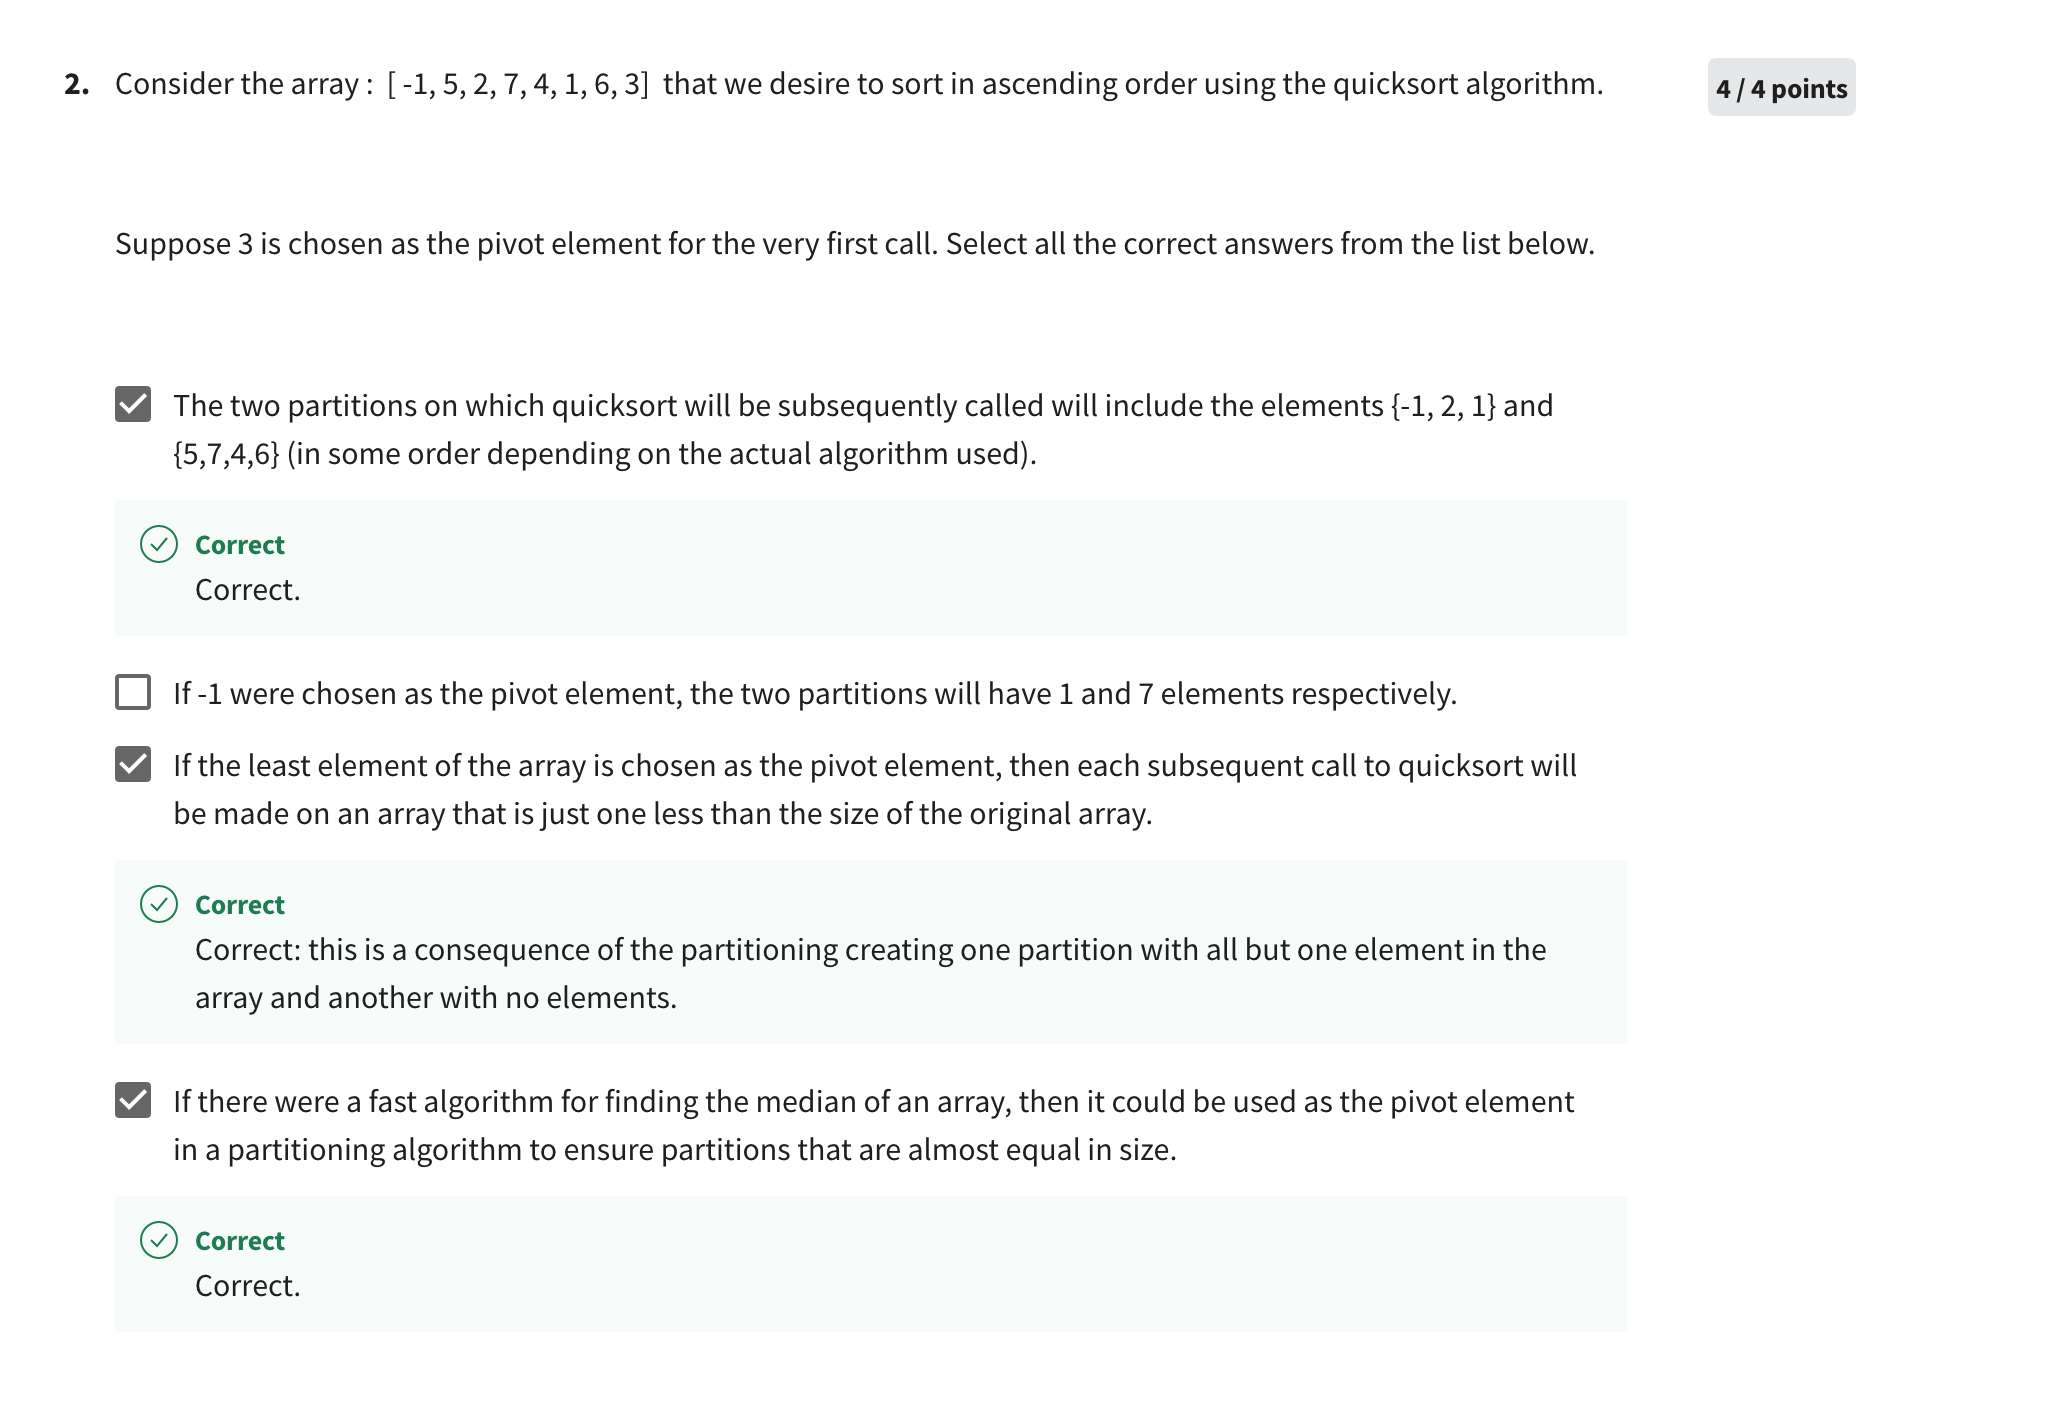 2. Consider the array : [ -1, 5, 2, 7, 4, 1, 6, 3] that we desire to sort in ascending order using the quicksort algorithm.
4 / 4 points
Suppose 3 is chosen as the pivot element for the very first call. Select all the correct answers from the list below.
The two partitions on which quicksort will be subsequently called will include the elements {-1, 2, 1} and
{5,7,4,6} (in some order depending on the actual algorithm used).
Correct
Correct.
If -1 were chosen as the pivot element, the two partitions will have 1 and 7 elements respectively.
If the least element of the array is chosen as the pivot element, then each subsequent call to quicksort will
be made on an array that is just one less than the size of the original array.
Correct
Correct: this is a consequence of the partitioning creating one partition with all but one element in the
array and another with no elements.
If there were a fast algorithm for finding the median of an array, then it could be used as the pivot element
in a partitioning algorithm to ensure partitions that are almost equal in size.
Correct
Correct.